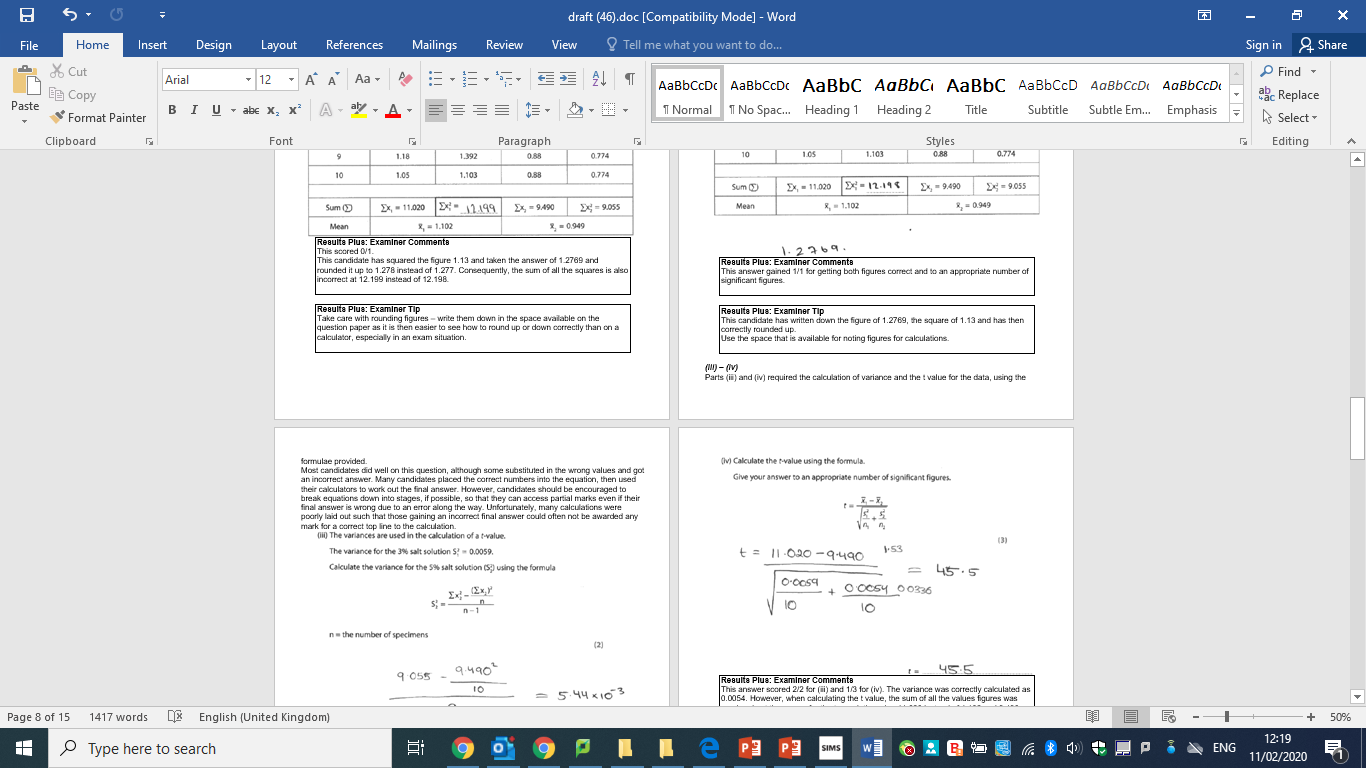 draft (46).doc [Compatibility Mode] - Word
File Home Insert Design Layout References Mailings Review View Tell me what you want to do... Sign in Share
Paste
Cut
Copy
Format Painter
Clipboard
Arial 12
Font
Paragraph
AaBbCcDc AaBbCcDc AaBbC AaBbCc AaBbC AaBbCcD AaBbCcDc AaBbCcDc
¶ Normal ¶ No Spac... Heading 1 Heading 2 Title Subtitle Subtle Em... Emphasis
Styles
Find
Replace
Select
Editing
9 1.18 1.392 0.88 0.774
10 1.05 1.103 0.88 0.774
Sum (∑) ∑x₁ = 11.020 ∑x₁² = 12.199 ∑x₂ = 9.490 ∑x₂² = 9.055
Mean x̄₁ = 1.102 x̄₂ = 0.949
Results Plus: Examiner Comments
This scored 0/1.
This candidate has squared the figure 1.13 and taken the answer of 1.2769 and
rounded it up to 1.278 instead of 1.277. Consequently, the sum of all the squares is also
incorrect at 12.199 instead of 12.198.
Results Plus: Examiner Tip
Take care with rounding figures – write them down in the space available on the
question paper as it is then easier to see how to round up or down correctly than on a
calculator, especially in an exam situation.
10 1.05 1.103 0.88 0.774
Sum (∑) ∑x₁ = 11.020 ∑x₁² = 12.198 ∑x₂ = 9.490 ∑x₂² = 9.055
Mean x̄₁ = 1.102 x̄₂ = 0.949
1.2769.
Results Plus: Examiner Comments
This answer gained 1/1 for getting both figures correct and to an appropriate number of
significant figures.
Results Plus: Examiner Tip
This candidate has written down the figure of 1.2769, the square of 1.13 and has then
correctly rounded up.
Use the space that is available for noting figures for calculations.
(iii) – (iv)
Parts (iii) and (iv) required the calculation of variance and the t value for the data, using the
formulae provided.
Most candidates did well on this question, although some substituted in the wrong values and got
an incorrect answer. Many candidates placed the correct numbers into the equation, then used
their calculators to work out the final answer. However, candidates should be encouraged to
break equations down into stages, if possible, so that they can access partial marks even if their
final answer is wrong due to an error along the way. Unfortunately, many calculations were
poorly laid out such that those gaining an incorrect final answer could often not be awarded any
mark for a correct top line to the calculation.
(iii) The variances are used in the calculation of a t-value.
The variance for the 3% salt solution S₁² = 0.0059.
Calculate the variance for the 5% salt solution (S₂²) using the formula
S₂² = (∑x₂² − (∑x₂)²/n) / (n − 1)
n = the number of specimens
(2)
9.055 − 9.490²/10 = 5.44 × 10⁻³
(iv) Calculate the t-value using the formula.
Give your answer to an appropriate number of significant figures.
t = (x̄₁ − x̄₂) / √(S₁²/n₁ + S₂²/n₂)
(3)
t = 11.020 − 9.490 1.53
= 45.5
√ 0.0059/10 + 0.0054/10 0.0336
t = 45.5
Results Plus: Examiner Comments
This answer scored 2/2 for (iii) and 1/3 for (iv). The variance was correctly calculated as
0.0054. However, when calculating the t value, the sum of all the values figures was
Page 8 of 15 1417 words English (United Kingdom) 50%
Type here to search SIMS ENG 12:19
11/02/2020